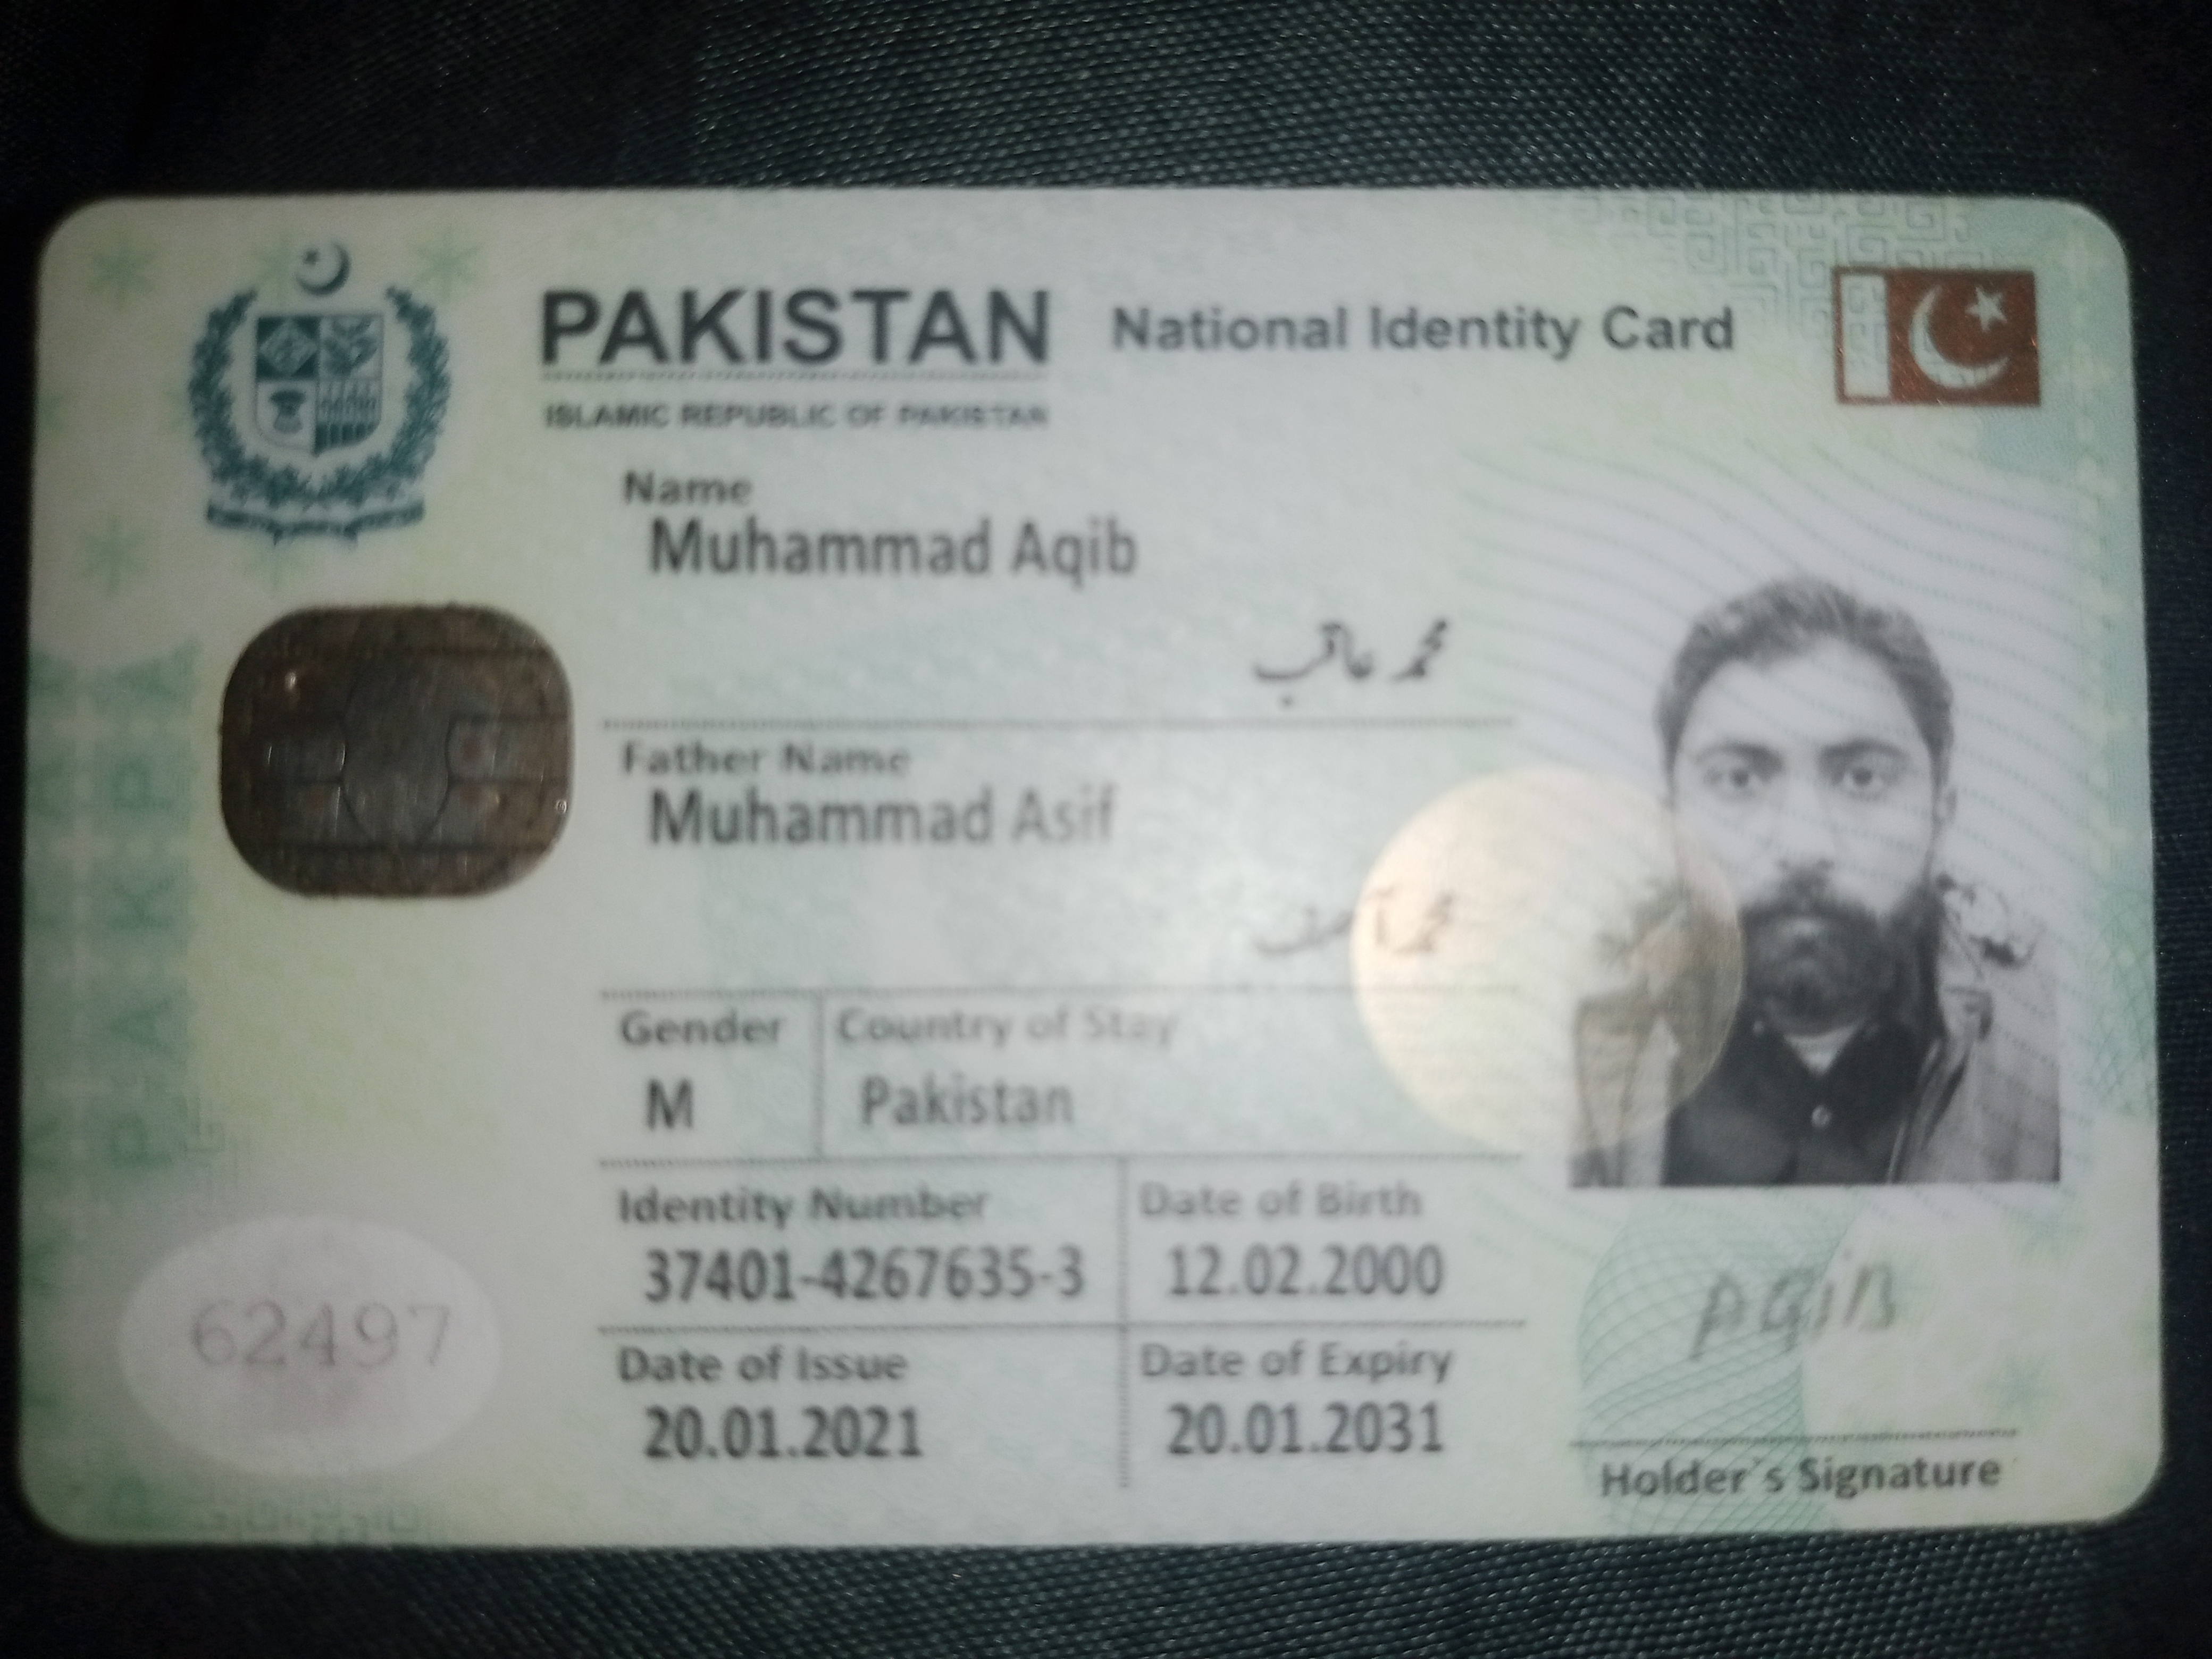 PAKISTAN National Identity Card
ISLAMIC REPUBLIC OF PAKISTAN
Name
Muhammad Aqib
محمد عاقب
Father Name
Muhammad Asif
محمد آصف
Gender Country of Stay
M Pakistan
Identity Number Date of Birth
37401-4267635-3 12.02.2000
Date of Issue Date of Expiry
20.01.2021 20.01.2031
62497
Aqib
Holder's Signature